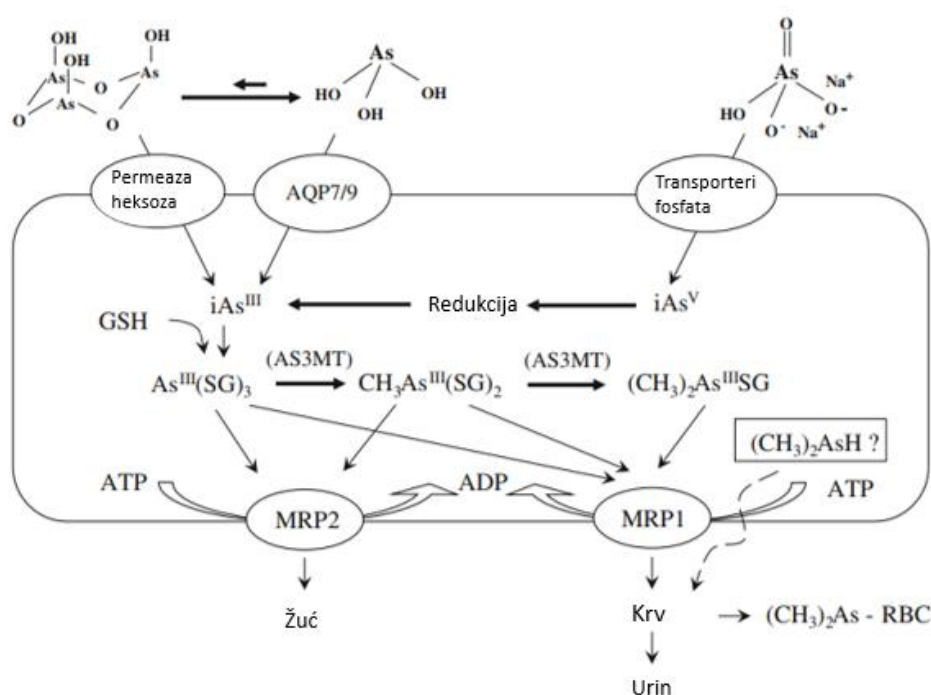 OH
OH
OH
As
As
As
O
O
O
As
HO
OH
OH
O
As
Na⁺
HO
O-
O⁻
Na⁺
Permeaza
heksoza
AQP7/9
Transporteri
fosfata
iAsᴵᴵᴵ
Redukcija
iAsⱽ
GSH
(AS3MT)
(AS3MT)
Asᴵᴵᴵ(SG)₃
CH₃Asᴵᴵᴵ(SG)₂
(CH₃)₂AsᴵᴵᴵSG
(CH₃)₂AsH ?
ATP
ADP
ATP
MRP2
MRP1
Žuć
Krv
(CH₃)₂As - RBC
Urin